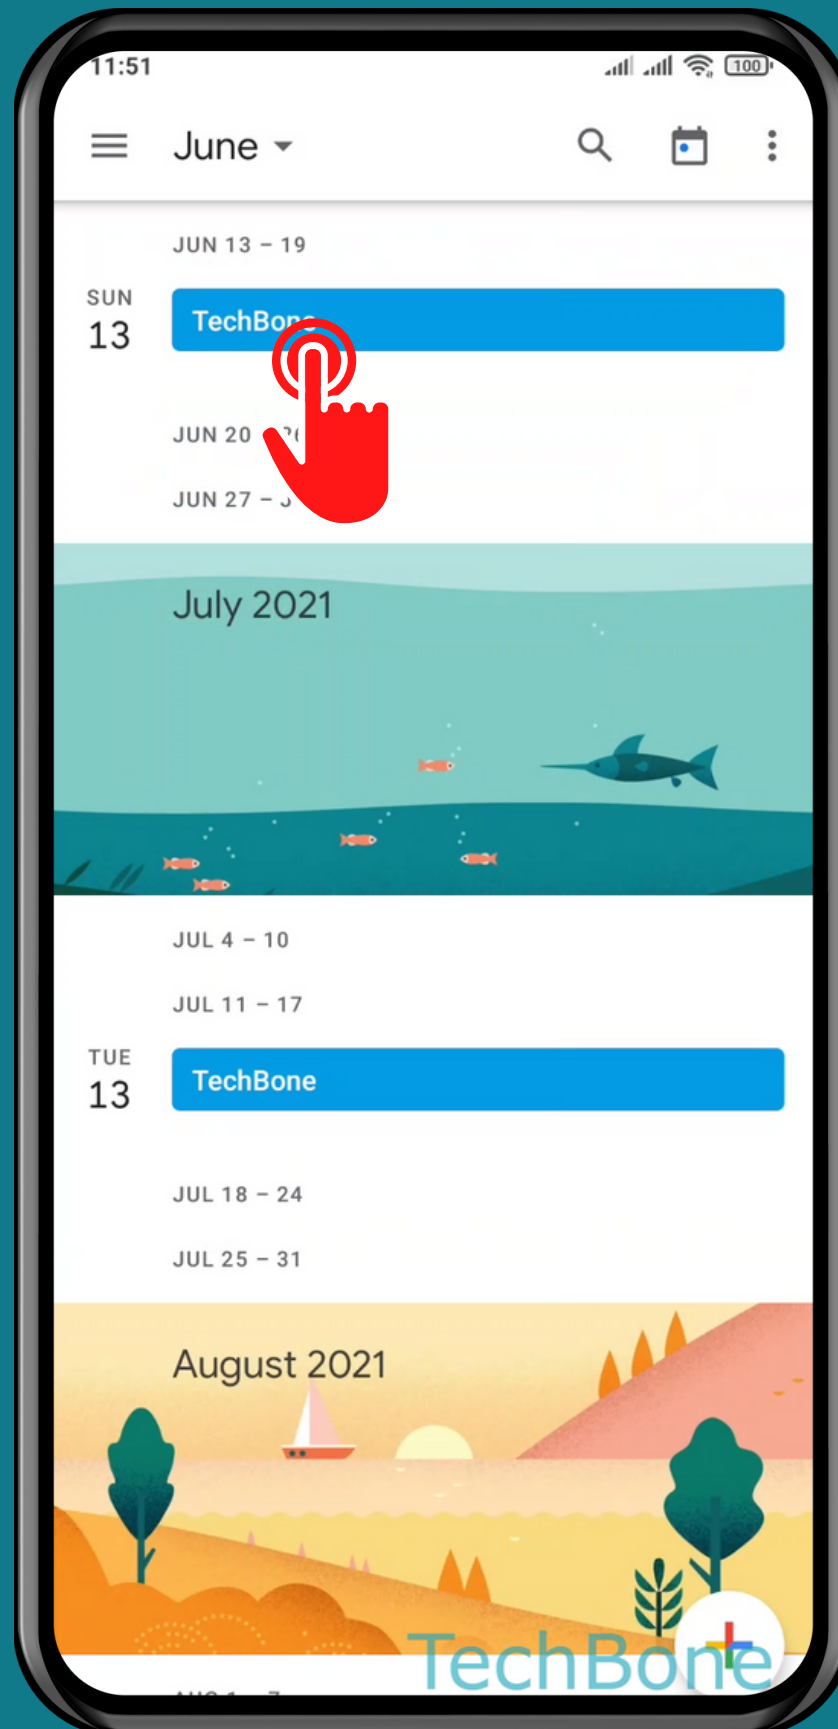 11:51
100
June
JUN 13 – 19
SUN
13
TechBone
JUN 20
JUN 27 –
July 2021
JUL 4 – 10
JUL 11 – 17
TUE
13
TechBone
JUL 18 – 24
JUL 25 – 31
August 2021
TechBone